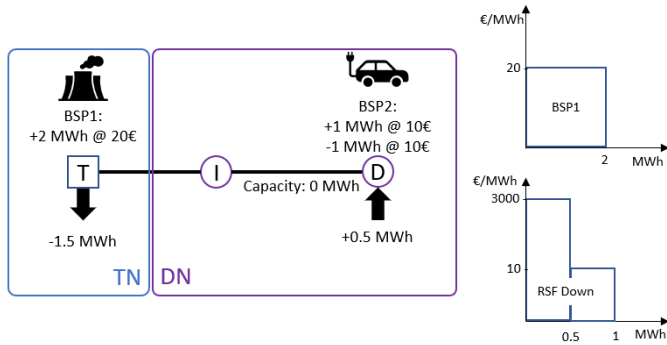 BSP1:
+2 MWh @ 20€
T
-1.5 MWh
TN
DN
I
Capacity: 0 MWh
BSP2:
+1 MWh @ 10€
-1 MWh @ 10€
D
+0.5 MWh
€/MWh
20
BSP1
2
MWh
€/MWh
3000
10
RSF Down
0.5
1
MWh